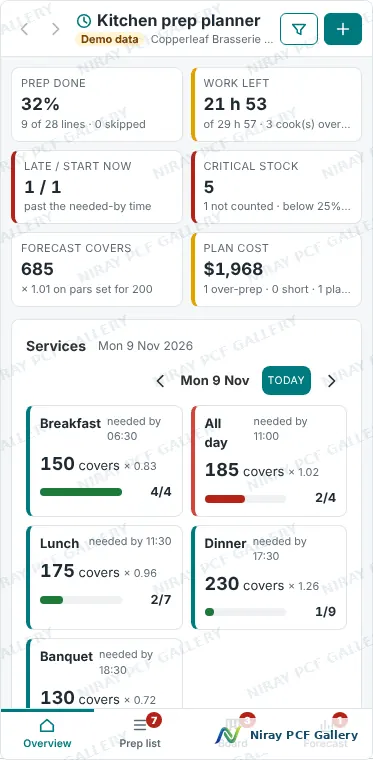 Kitchen prep planner
Demo data · Copperleaf Brasserie ...
PREP DONE
32%
9 of 28 lines · 0 skipped
WORK LEFT
21 h 53
of 29 h 57 · 3 cook(s) over...
LATE / START NOW
1 / 1
past the needed-by time
CRITICAL STOCK
5
1 not counted · below 25%...
FORECAST COVERS
685
× 1.01 on pars set for 200
PLAN COST
$1,968
1 over-prep · 0 short · 1 pla...
Services Mon 9 Nov 2026
Mon 9 Nov TODAY
Breakfast needed by
06:30
150 covers × 0.83
4/4
All
day
needed by
11:00
185 covers × 1.02
2/4
Lunch needed by 11:30
175 covers × 0.96
2/7
Dinner needed by
17:30
230 covers × 1.26
1/9
Banquet needed by
18:30
130 covers × 0.72
Overview
Prep list 7
Board 3
Forecast
Niray PCF Gallery
NIRAY PCF GALLERY